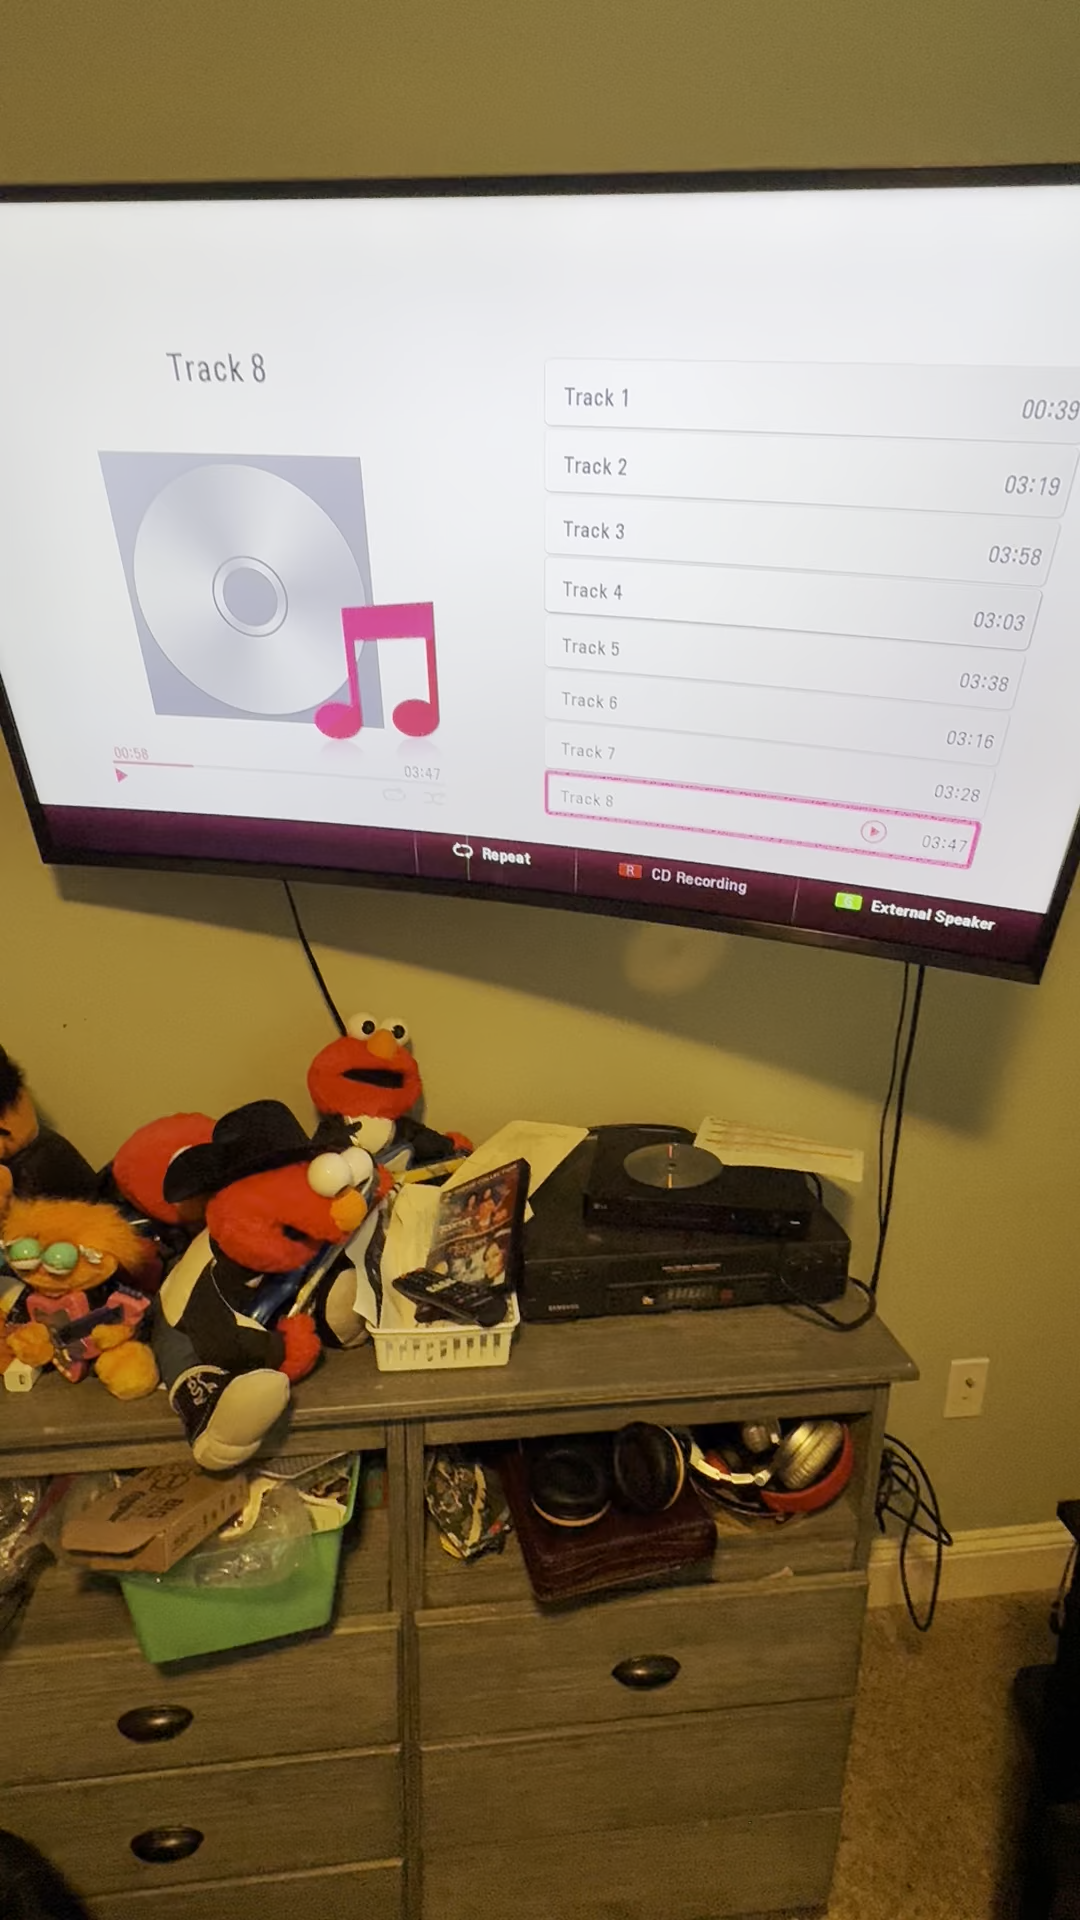 Track 8
00:58
03:47
Track 1 00:39
Track 2 03:19
Track 3 03:58
Track 4 03:03
Track 5 03:38
Track 6 03:16
Track 7 03:28
Track 8 03:47
Repeat
R CD Recording
G External Speaker
COLLECTION
SAMSUNG